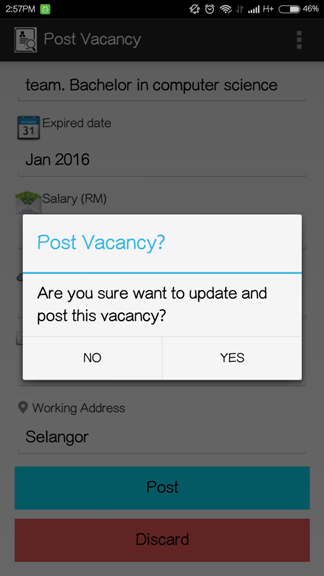 2:57PM H+ 46%
Post Vacancy
team. Bachelor in computer science
31
Expired date
Jan 2016
Salary (RM)
Post Vacancy?
Are you sure want to update and
post this vacancy?
NO YES
Working Address
Selangor
Post
Discard